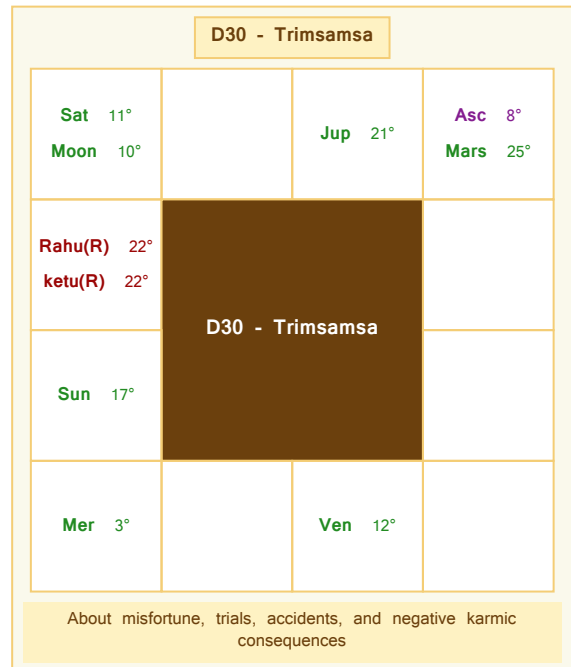 D30 - Trimsamsa
Sat 11°
Moon 10°
Jup 21°
Asc 8°
Mars 25°
Rahu(R) 22°
ketu(R) 22°
D30 - Trimsamsa
Sun 17°
Mer 3°
Ven 12°
About misfortune, trials, accidents, and negative karmic
consequences